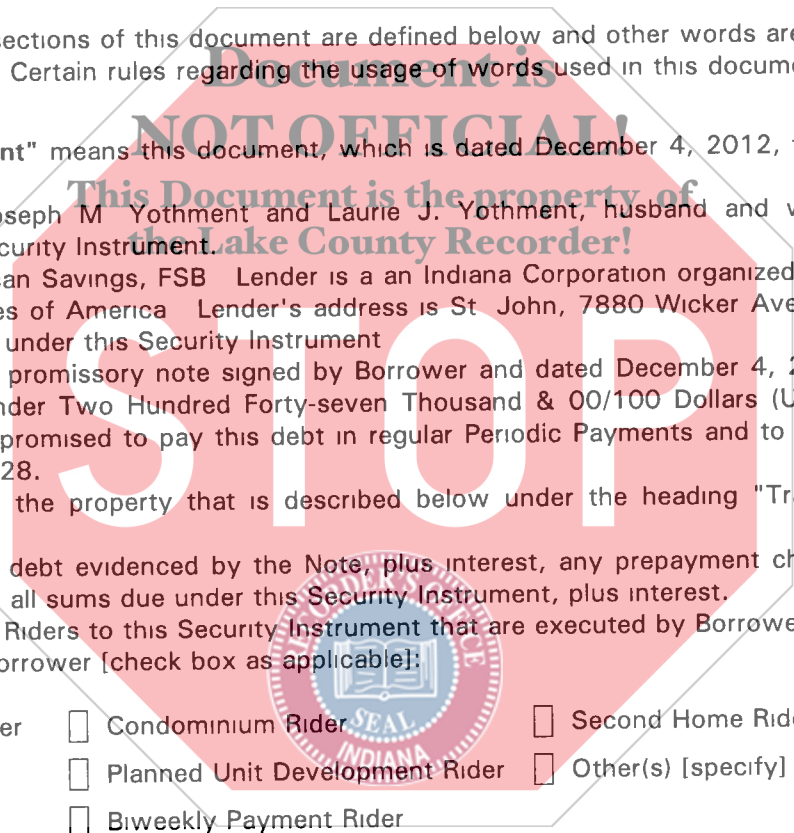 sections of this document are defined below and other words are
Certain rules regarding the usage of words used in this docume
Document is
NOT OFFICIAL!
nt" means this document, which is dated December 4, 2012,
This Document is the property of
oseph M Yothment and Laurie J. Yothment, husband and
curity Instrument.
the Lake County Recorder!
an Savings, FSB Lender is a an Indiana Corporation organized
es of America Lender's address is St John, 7880 Wicker Ave
under this Security Instrument
STOP!
promissory note signed by Borrower and dated December 4, 2
nder Two Hundred Forty-seven Thousand & 00/100 Dollars (U
promised to pay this debt in regular Periodic Payments and to
28.
the property that is described below under the heading "Tr
debt evidenced by the Note, plus interest, any prepayment ch
all sums due under this Security Instrument, plus interest.
Riders to this Security Instrument that are executed by Borrowe
orrower [check box as applicable]:
RECORDER'S OFFICE
SEAL
INDIANA
er Condominium Rider Second Home Ride
Planned Unit Development Rider Other(s) [specify]
Biweekly Payment Rider